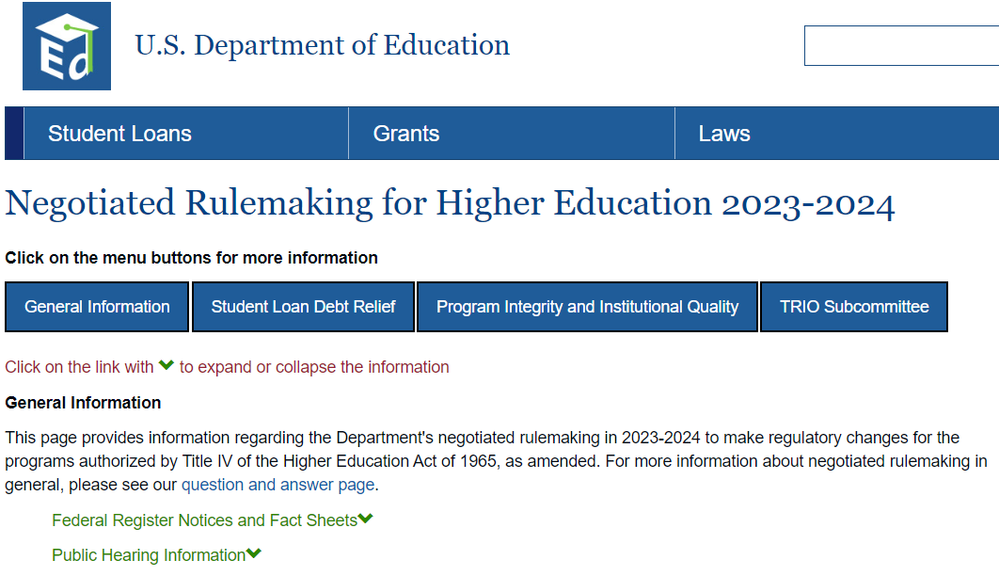 Ed
U.S. Department of Education
Student Loans
Grants
Laws
Negotiated Rulemaking for Higher Education 2023-2024
Click on the menu buttons for more information
General Information
Student Loan Debt Relief
Program Integrity and Institutional Quality
TRIO Subcommittee
Click on the link with to expand or collapse the information
General Information
This page provides information regarding the Department's negotiated rulemaking in 2023-2024 to make regulatory changes for the
programs authorized by Title IV of the Higher Education Act of 1965, as amended. For more information about negotiated rulemaking in
general, please see our question and answer page.
Federal Register Notices and Fact Sheets
Public Hearing Information